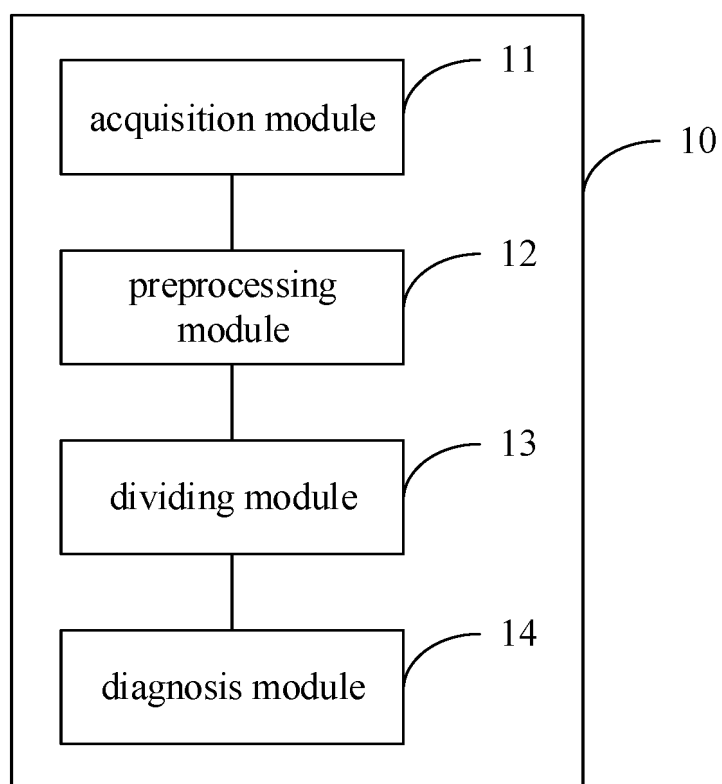 11
acquisition module
10
12
preprocessing
module
13
dividing module
14
diagnosis module